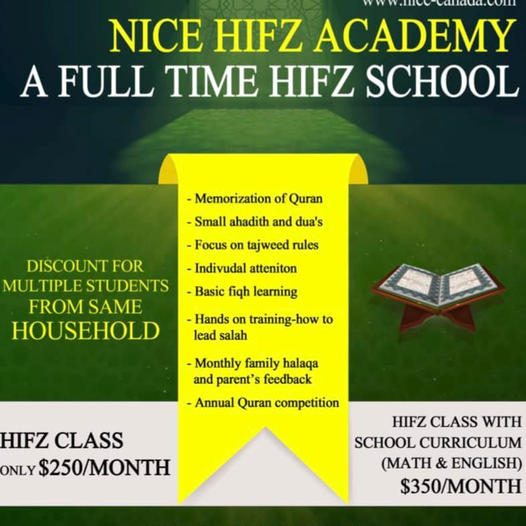 www.nicc-canada.com
NICE HIFZ ACADEMY
A FULL TIME HIFZ SCHOOL
- Memorization of Quran
- Small ahadith and dua's
- Focus on tajweed rules
- Indivudal atteniton
- Basic fiqh learning
- Hands on training-how to
lead salah
- Monthly family halaqa
and parent's feedback
- Annual Quran competition
DISCOUNT FOR
MULTIPLE STUDENTS
FROM SAME
HOUSEHOLD
HIFZ CLASS
ONLY $250/MONTH
HIFZ CLASS WITH
SCHOOL CURRICULUM
(MATH & ENGLISH)
$350/MONTH